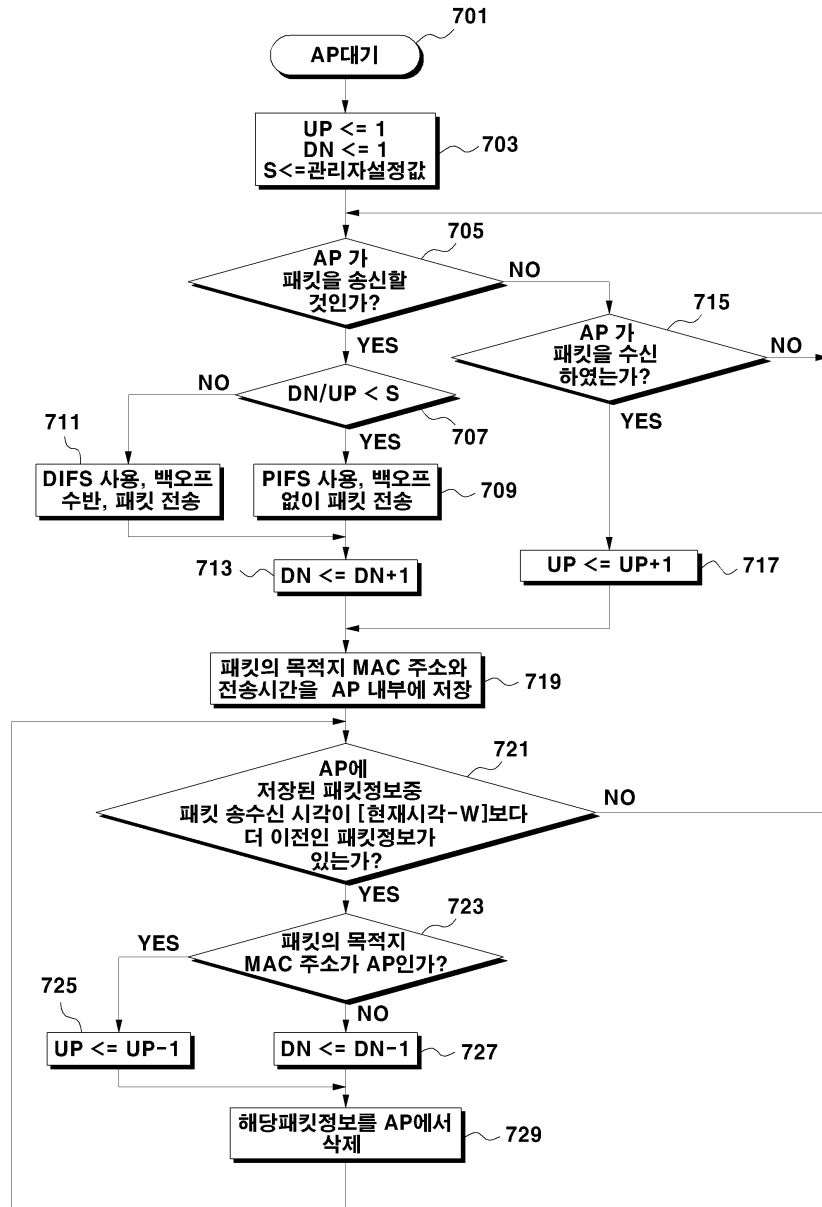 701
AP대기
UP <= 1
DN <= 1
S<=관리자설정값
703
705
AP 가
패킷을 송신할
것인가?
NO
YES
715
AP 가
패킷을 수신
하였는가?
NO
YES
NO
DN/UP < S
707
YES
711
DIFS 사용, 백오프
수반, 패킷 전송
PIFS 사용, 백오프
없이 패킷 전송
709
713
DN <= DN+1
UP <= UP+1
717
패킷의 목적지 MAC 주소와
전송시간을 AP 내부에 저장
719
721
AP에
저장된 패킷정보중
패킷 송수신 시각이 [현재시각-W]보다
더 이전인 패킷정보가
있는가?
NO
YES
723
패킷의 목적지
MAC 주소가 AP인가?
YES
NO
725
UP <= UP-1
DN <= DN-1
727
해당패킷정보를 AP에서
삭제
729